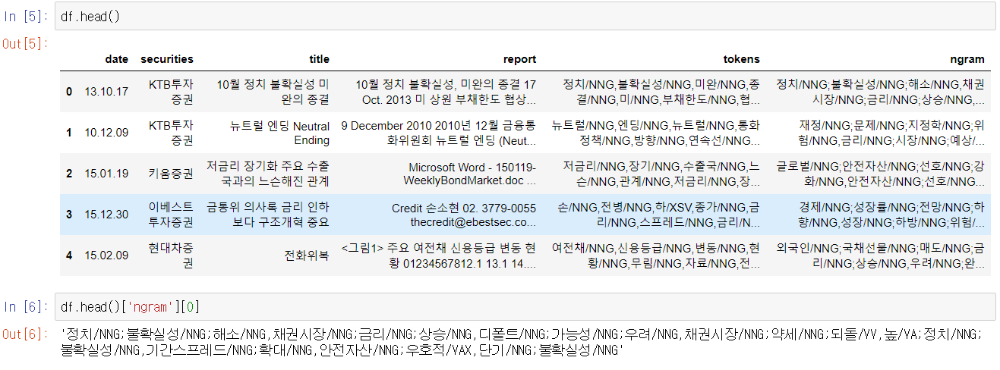 In [5]: df.head()
Out[5]:
date securities title report tokens ngram
0 13.10.17 KTB투자증권 10월 정치 불확실성 미완의 종결 10월 정치 불확실성, 미완의 종결 17 Oct. 2013 미 상원 부채한도 협상... 정치/NNG,불확실성/NNG,미완/NNG,종결/NNG,미/NNG,부채한도/NNG,협... 정치/NNG;불확실성/NNG;해소/NNG,채권시장/NNG;금리/NNG;상승/NNG,...
1 10.12.09 KTB투자증권 뉴트럴 엔딩 Neutral Ending 9 December 2010 2010년 12월 금융통화위원회 뉴트럴 엔딩 (Neut... 뉴트럴/NNG,엔딩/NNG,뉴트럴/NNG,통화정책/NNG,방향/NNG,연속선/NNG... 재정/NNG;문제/NNG;지정학/NNG;위험/NNG,금리/NNG;시장/NNG;예상/...
2 15.01.19 키움증권 저금리 장기화 주요 수출국과의 느슨해진 관계 Microsoft Word - 150119-WeeklyBondMarket.doc ... 저금리/NNG,장기/NNG,수출국/NNG,느슨/NNG,관계/NNG,저금리/NNG,장... 글로벌/NNG;안전자산/NNG;선호/NNG;강화/NNG,안전자산/NNG;선호/NNG...
3 15.12.30 이베스트투자증권 금통위 의사록 금리 인하보다 구조개혁 중요 Credit 손소현 02. 3779-0055 thecredit@ebestsec.co... 손/NNG,전병/NNG,하/XSV,종가/NNG,금리/NNG,스프레드/NNG,금리/N... 경제/NNG;성장률/NNG;전망/NNG;하향/NNG,성장/NNG;하방/NNG;위험/...
4 15.02.09 현대차증권 전화위복 <그림1> 주요 여전채 신용등급 변동 현황 01234567812.1 13.1 14.... 여전채/NNG,신용등급/NNG,변동/NNG,현황/NNG,무림/NNG,자료/NNG,전... 외국인/NNG;국채선물/NNG;매도/NNG;금리/NNG;상승/NNG,우려/NNG;완...
In [6]: df.head()['ngram'][0]
Out[6]: '정치/NNG;불확실성/NNG;해소/NNG,채권시장/NNG;금리/NNG;상승/NNG,디폴트/NNG;가능성/NNG;우려/NNG,채권시장/NNG;약세/NNG;되돌/VV,높/VA;정치/NNG;
불확실성/NNG,기간스프레드/NNG;확대/NNG,안전자산/NNG;우호적/VAX,단기/NNG;불확실성/NNG'